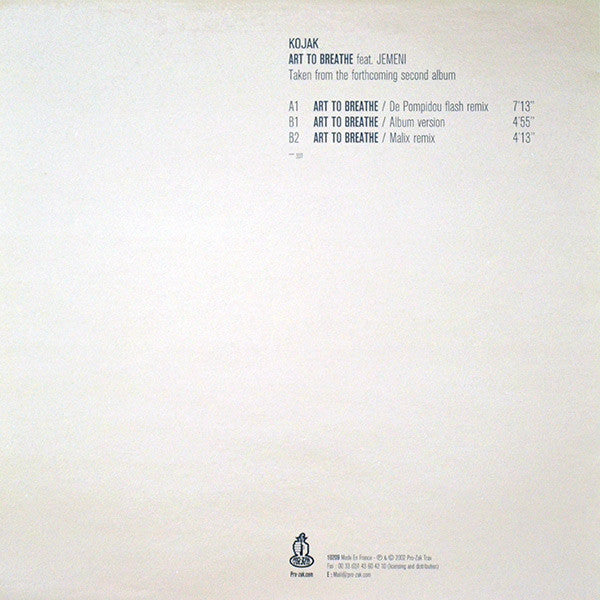 KOJAK
ART TO BREATHE feat. JEMENI
Taken from the forthcoming second album
A1 ART TO BREATHE / De Pompidou flash remix 7'13"
B1 ART TO BREATHE / Album version 4'55"
B2 ART TO BREATHE / Malix remix 4'13"
Pro-zak.com
10209 Made En France - ℗ & © 2002 Pro-Zak Trax
Fax : 00 33 (0)1 43 60 42 10 (licensing and distribution)
E : Mail@pro-zak.com